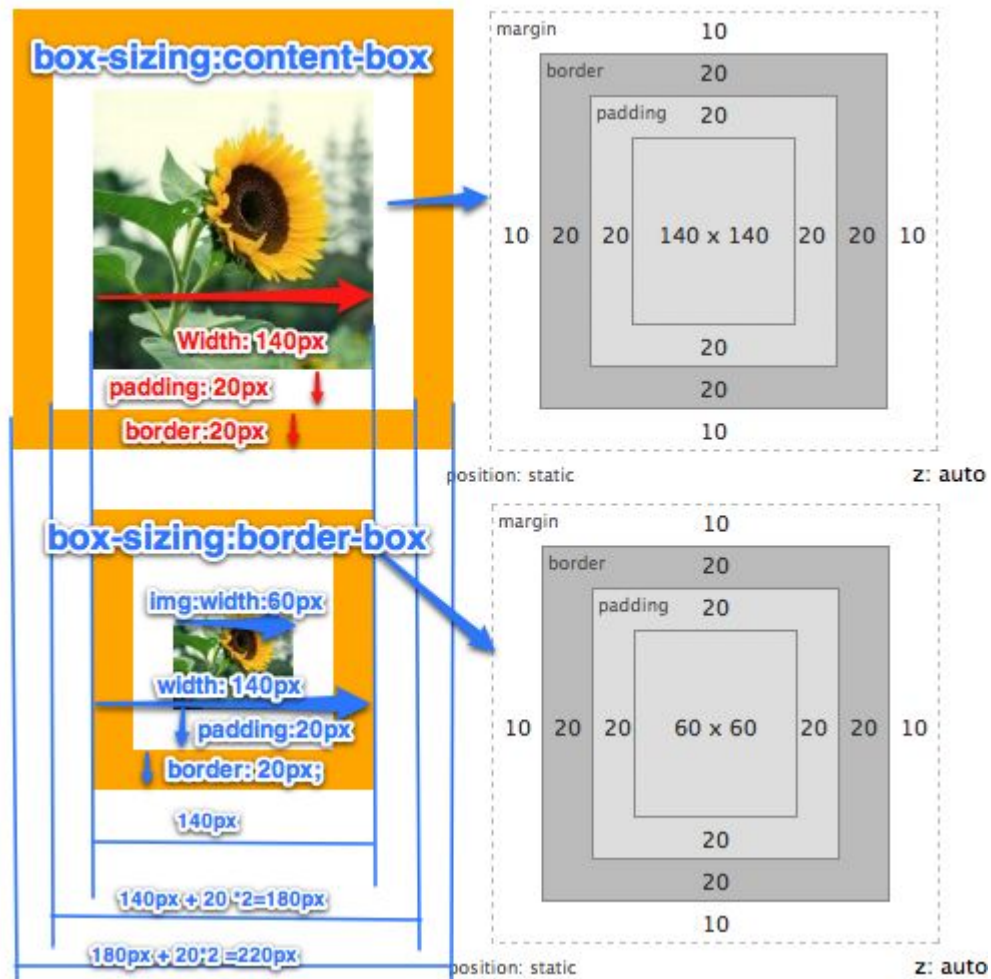 box-sizing:content-box
Width: 140px
padding: 20px
border:20px
margin
10
border
20
padding
20
10 20 20 140 x 140 20 20 10
20
20
10
position: static
z: auto
box-sizing:border-box
img:width:60px
width: 140px
padding:20px
border: 20px;
140px
140px + 20 *2=180px
180px + 20*2 =220px
margin
10
border
20
padding
20
10 20 20 60 x 60 20 20 10
20
20
10
position: static
z: auto